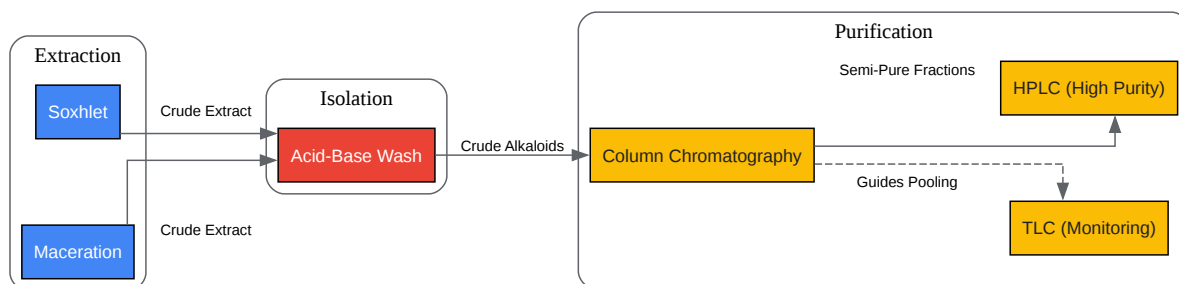 Extraction
Soxhlet
Maceration
Crude Extract
Crude Extract
Isolation
Acid-Base Wash
Crude Alkaloids
Purification
Column Chromatography
Semi-Pure Fractions
Guides Pooling
HPLC (High Purity)
TLC (Monitoring)